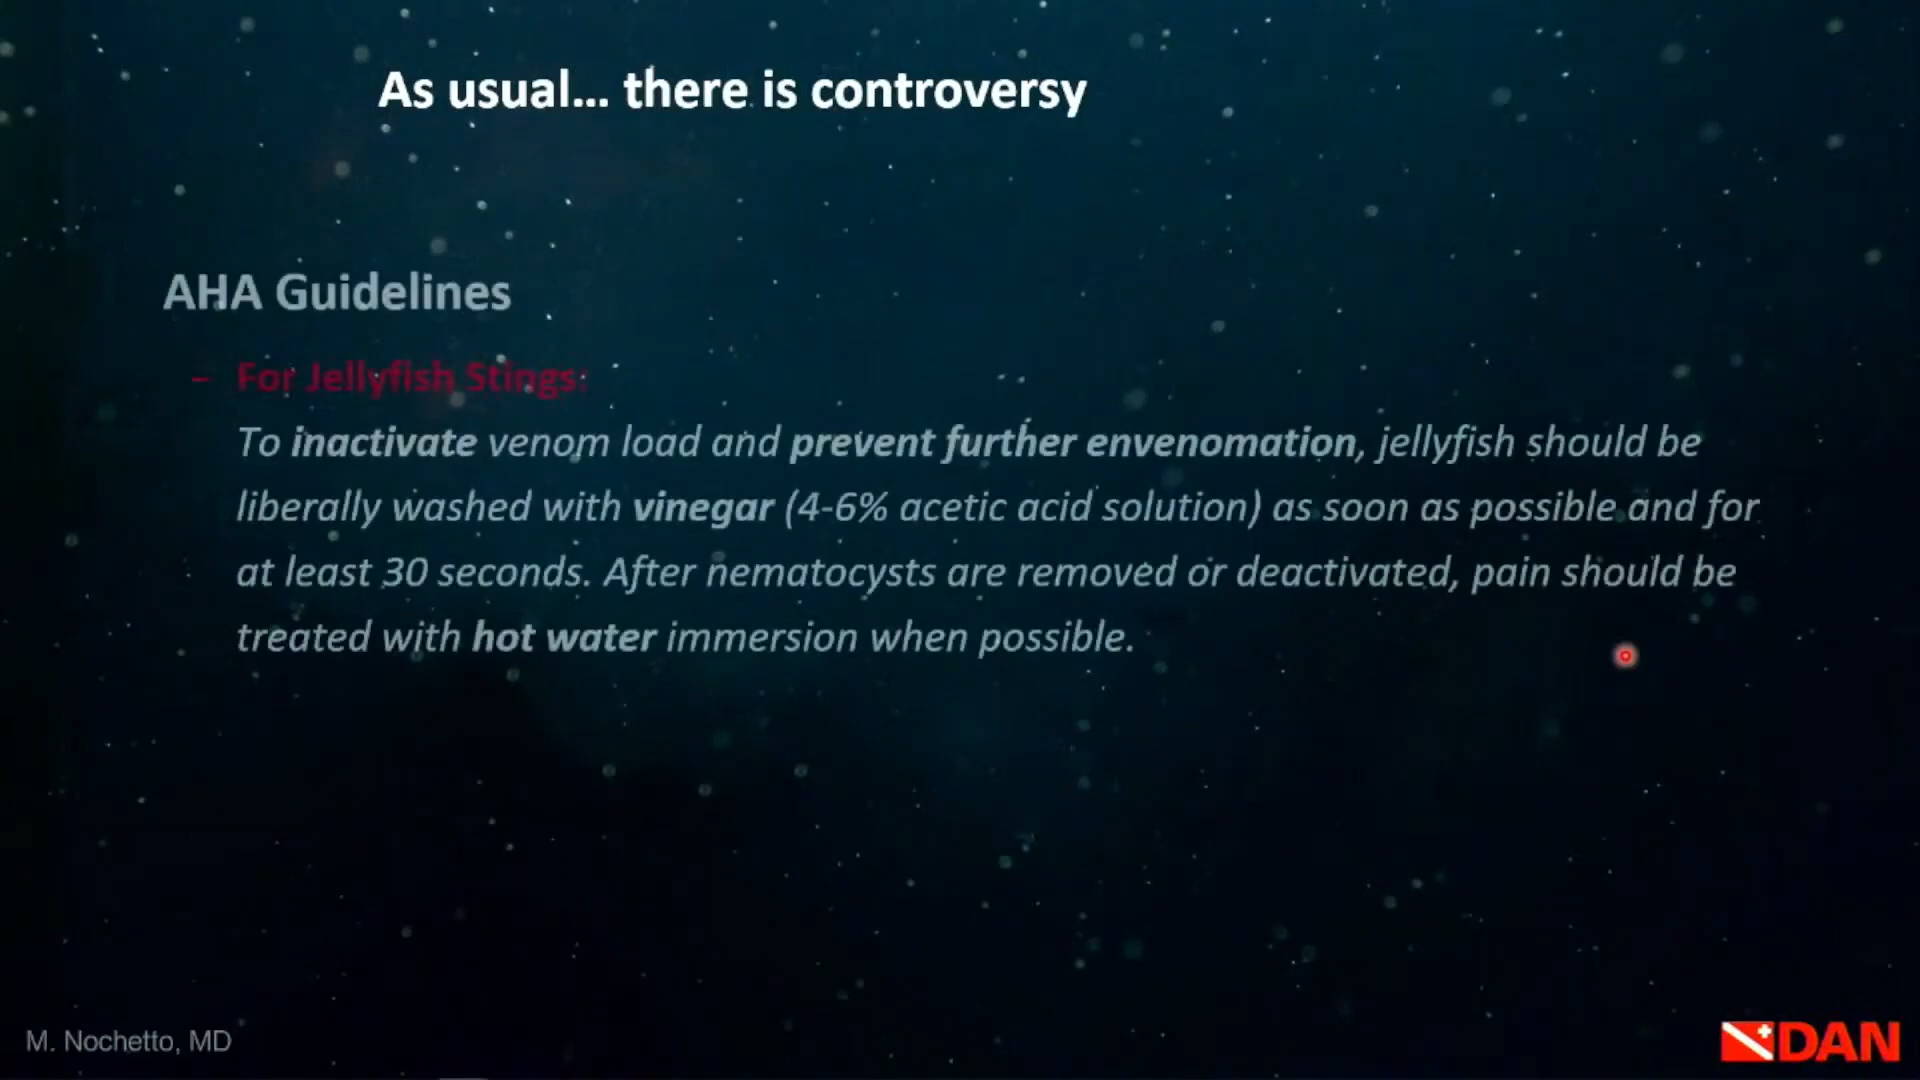 As usual... there is controversy
AHA Guidelines
– For Jellyfish Stings:
To inactivate venom load and prevent further envenomation, jellyfish should be
liberally washed with vinegar (4-6% acetic acid solution) as soon as possible and for
at least 30 seconds. After nematocysts are removed or deactivated, pain should be
treated with hot water immersion when possible.
M. Nochetto, MD
DAN